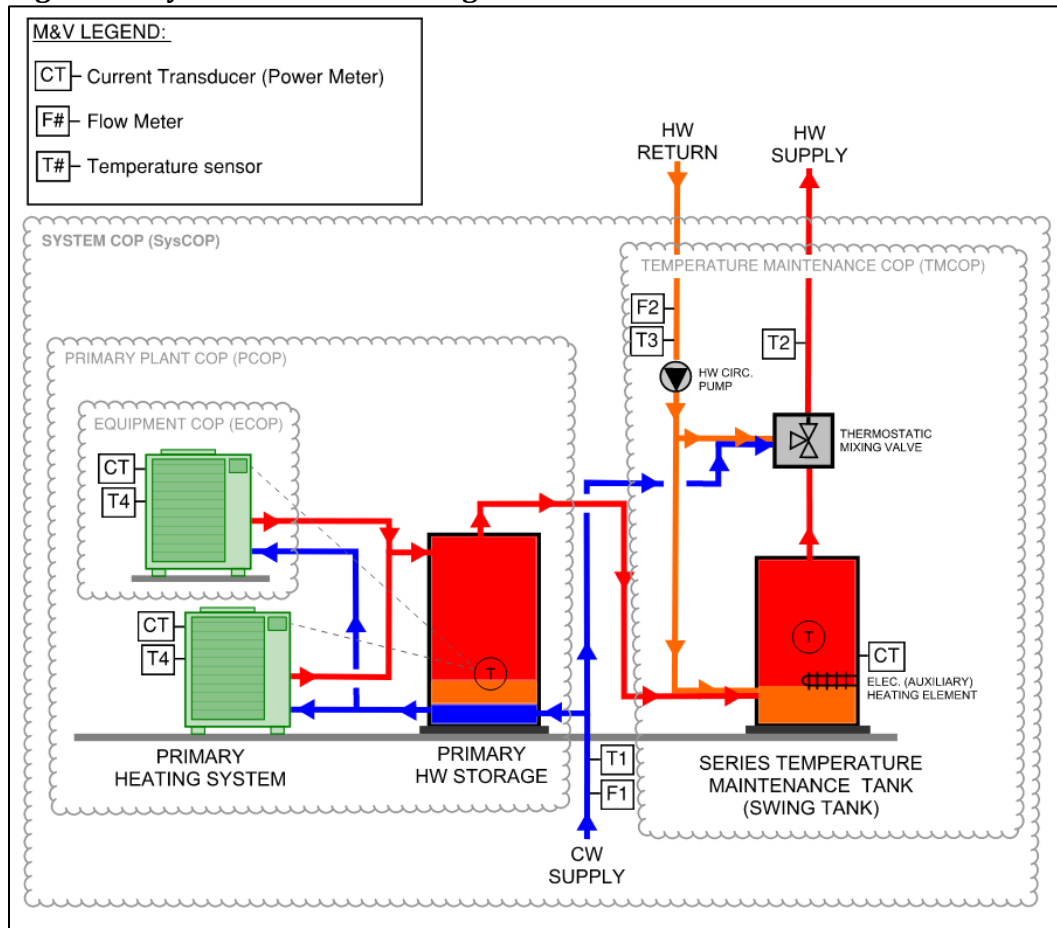 M&V LEGEND:
CT Current Transducer (Power Meter)
F# Flow Meter
T# Temperature sensor
HW
RETURN
HW
SUPPLY
SYSTEM COP (SysCOP)
TEMPERATURE MAINTENANCE COP (TMCOP)
F2
T3
T2
HW CIRC.
PUMP
PRIMARY PLANT COP (PCOP)
EQUIPMENT COP (ECOP)
THERMOSTATIC
MIXING VALVE
CT
T4
CT
T4
T
T
CT
ELEC. (AUXILIARY)
HEATING ELEMENT
PRIMARY
HEATING SYSTEM
PRIMARY
HW STORAGE
T1
F1
SERIES TEMPERATURE
MAINTENANCE TANK
(SWING TANK)
CW
SUPPLY